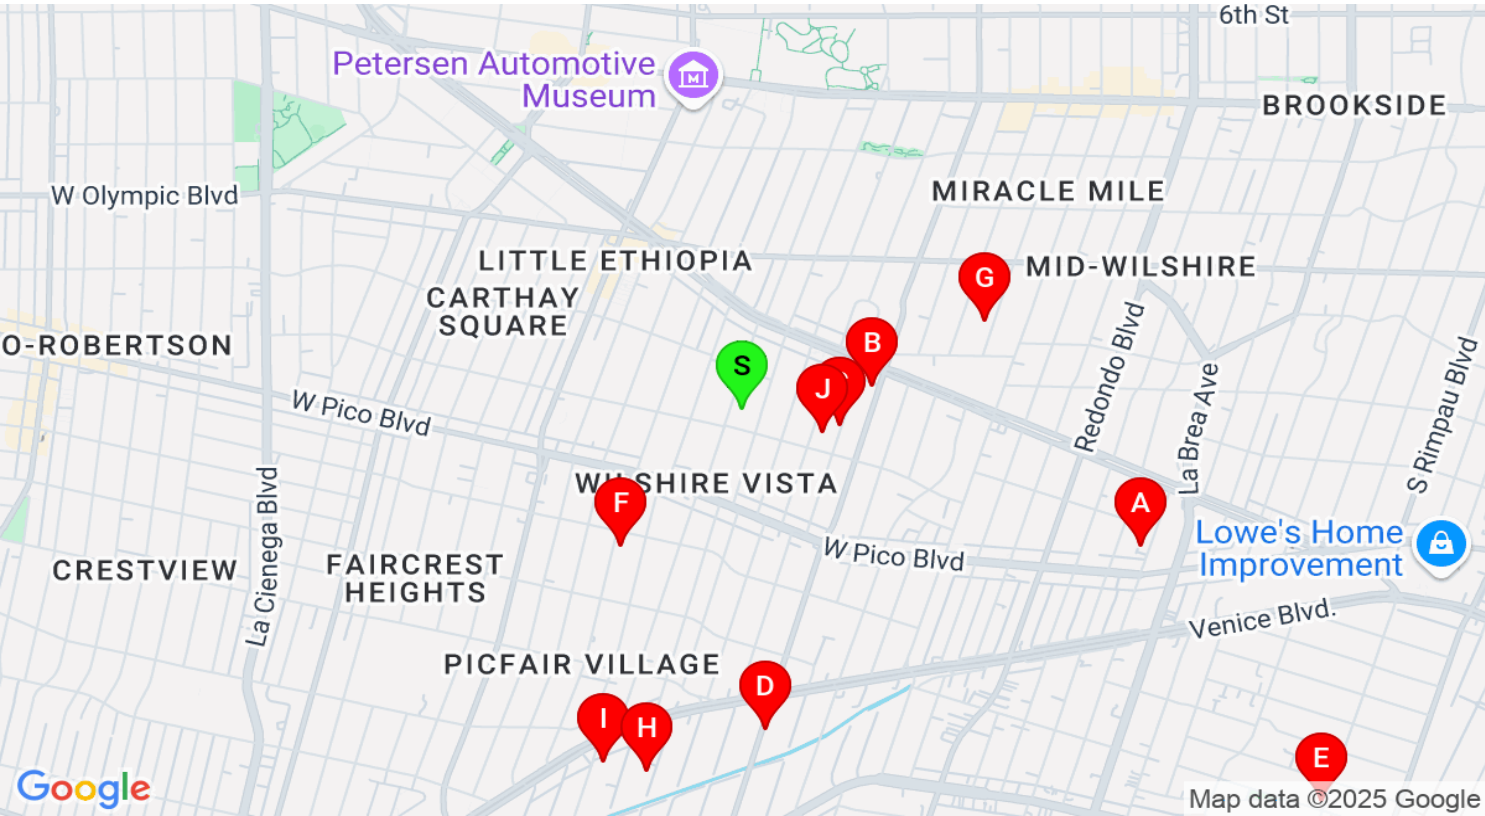 6th St
Petersen Automotive
Museum
BROOKSIDE
W Olympic Blvd
MIRACLE MILE
LITTLE ETHIOPIA
MID-WILSHIRE
G
CARTHAY
SQUARE
O-ROBERTSON
B
S
J
Redondo Blvd
La Brea Ave
S Rimpau Blvd
W Pico Blvd
WILSHIRE VISTA
F
A
La Cienega Blvd
Lowe's Home
Improvement
W Pico Blvd
CRESTVIEW
FAIRCREST
HEIGHTS
Venice Blvd.
PICFAIR VILLAGE
D
I
H
E
Google
Map data ©2025 Google